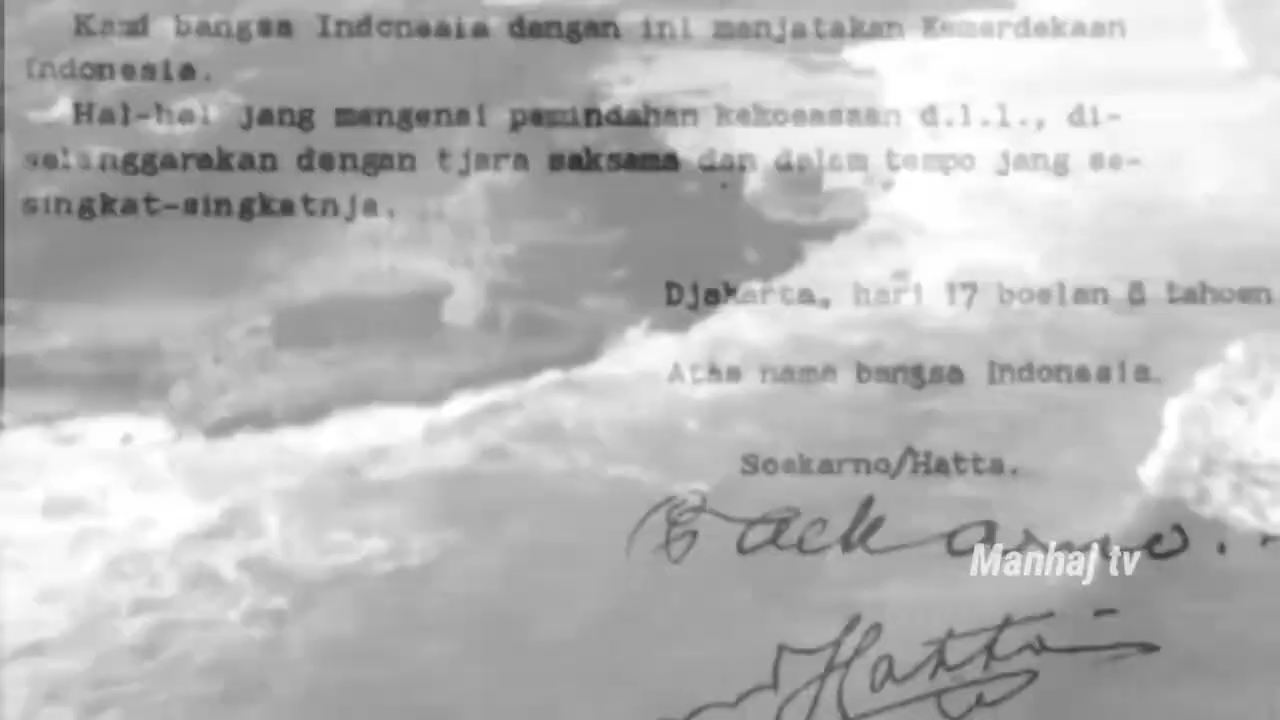 Kami bangsa Indonesia dengan ini menjatakan Kemerdekaan
Indonesia.
Hal-hal jang mengenai pemindahan kekoeasaan d.l.l., di-
selenggarakan dengan tjara saksama dan dalam tempo jang se-
singkat-singkatnja.
Djakarta, hari 17 boelan 8 tahoen
Atas nama bangsa Indonesia.
Soekarno/Hatta.
Soekarno.
Manhaj tv
Hatta